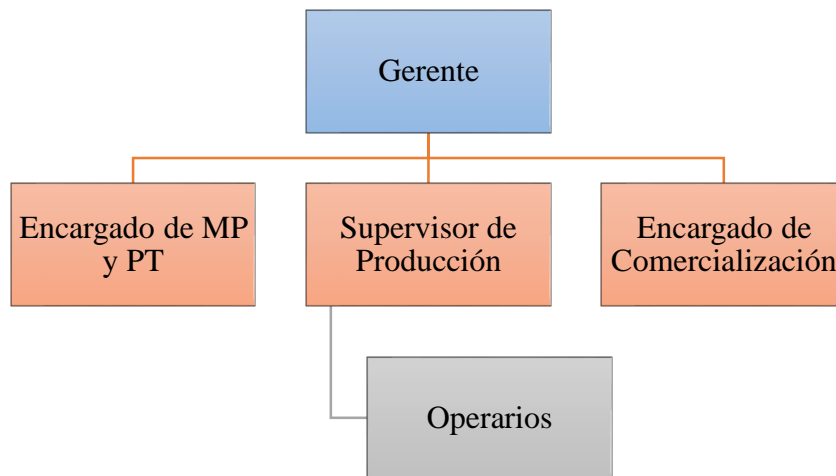 Gerente
Encargado de MP
y PT
Supervisor de
Producción
Encargado de
Comercialización
Operarios